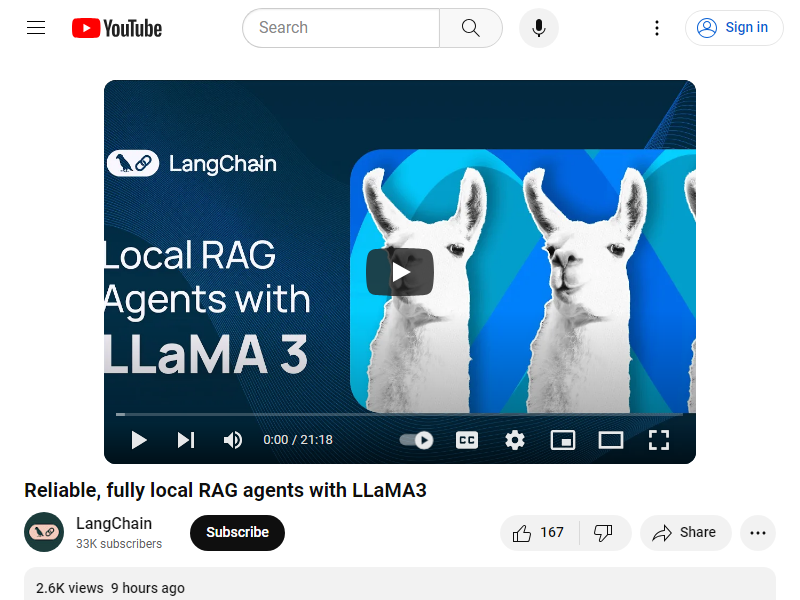 YouTube
Search
Sign in
LangChain
Local RAG
Agents with
LLaMA 3
0:00 / 21:18
CC
Reliable, fully local RAG agents with LLaMA3
LangChain
33K subscribers
Subscribe
167
Share
2.6K views 9 hours ago